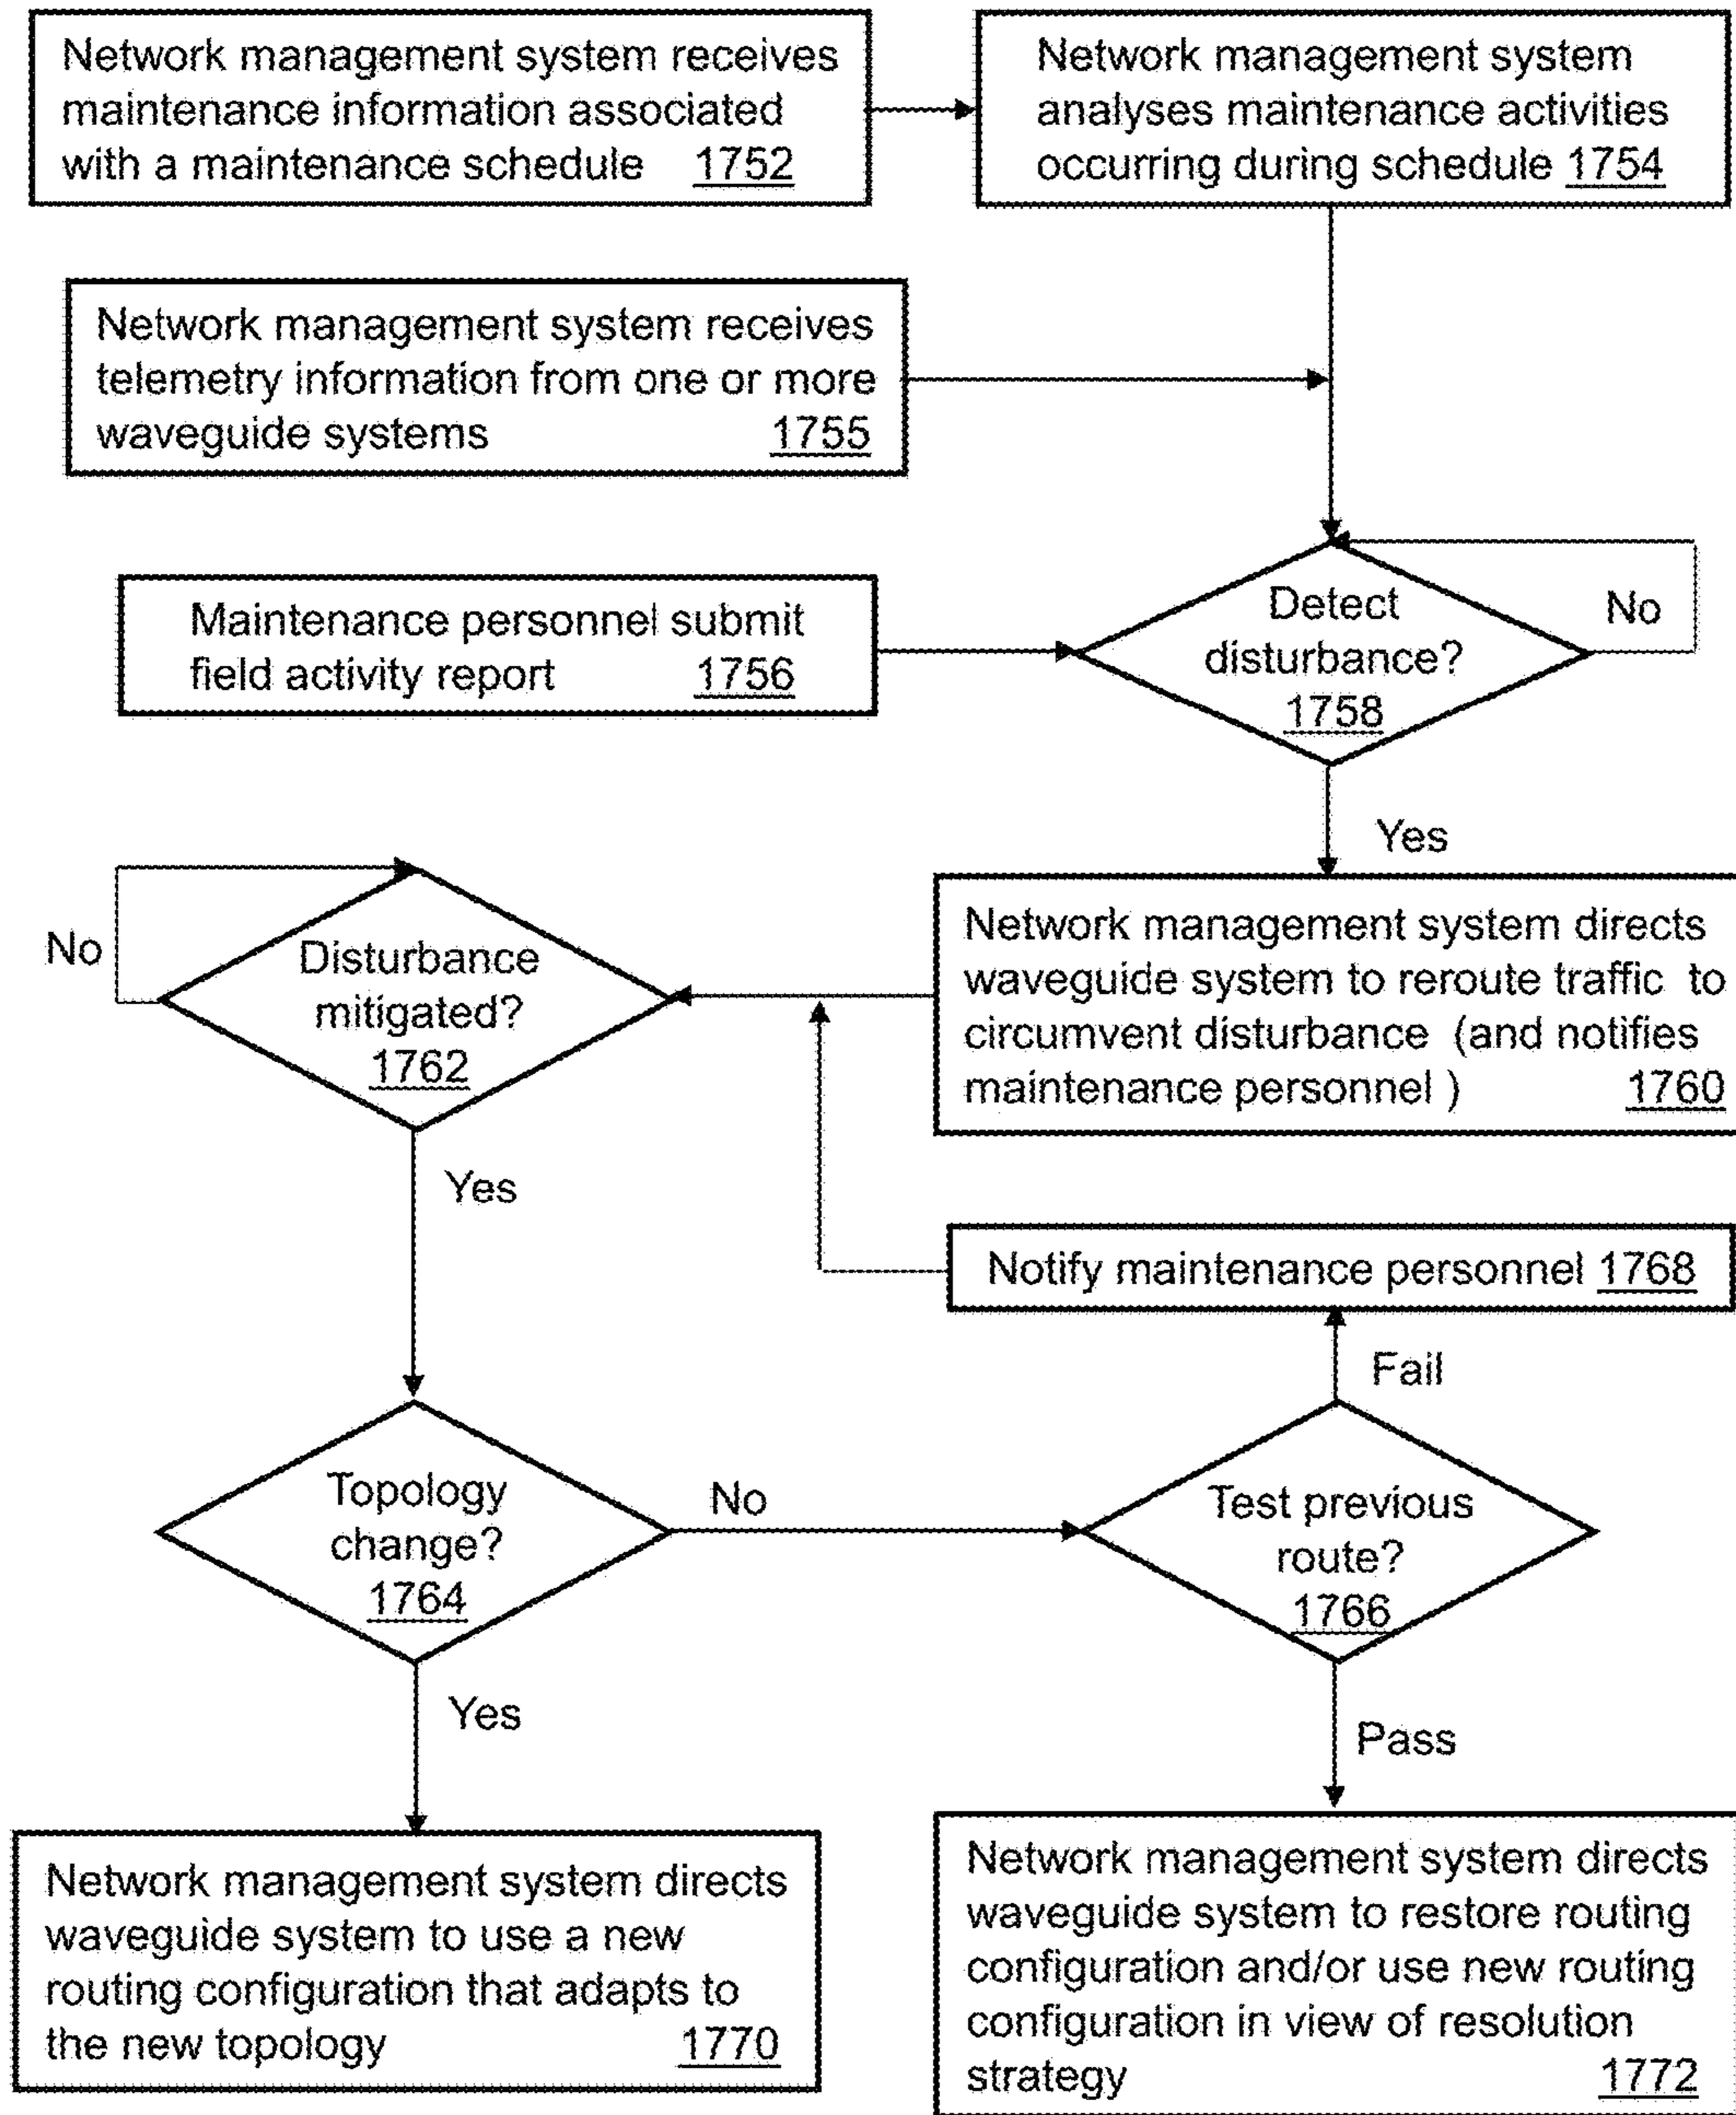 Network management system receives
maintenance information associated
with a maintenance schedule 1752
Network management system
analyses maintenance activities
occurring during schedule 1754
Network management system receives
telemetry information from one or more
waveguide systems 1755
Maintenance personnel submit
field activity report 1756
Detect
disturbance?
1758
No
Yes
Network management system directs
waveguide system to reroute traffic to
circumvent disturbance (and notifies
maintenance personnel ) 1760
No
Disturbance
mitigated?
1762
Yes
Notify maintenance personnel 1768
Fail
Topology
change?
1764
No
Test previous
route?
1766
Yes
Pass
Network management system directs
waveguide system to use a new
routing configuration that adapts to
the new topology 1770
Network management system directs
waveguide system to restore routing
configuration and/or use new routing
configuration in view of resolution
strategy 1772